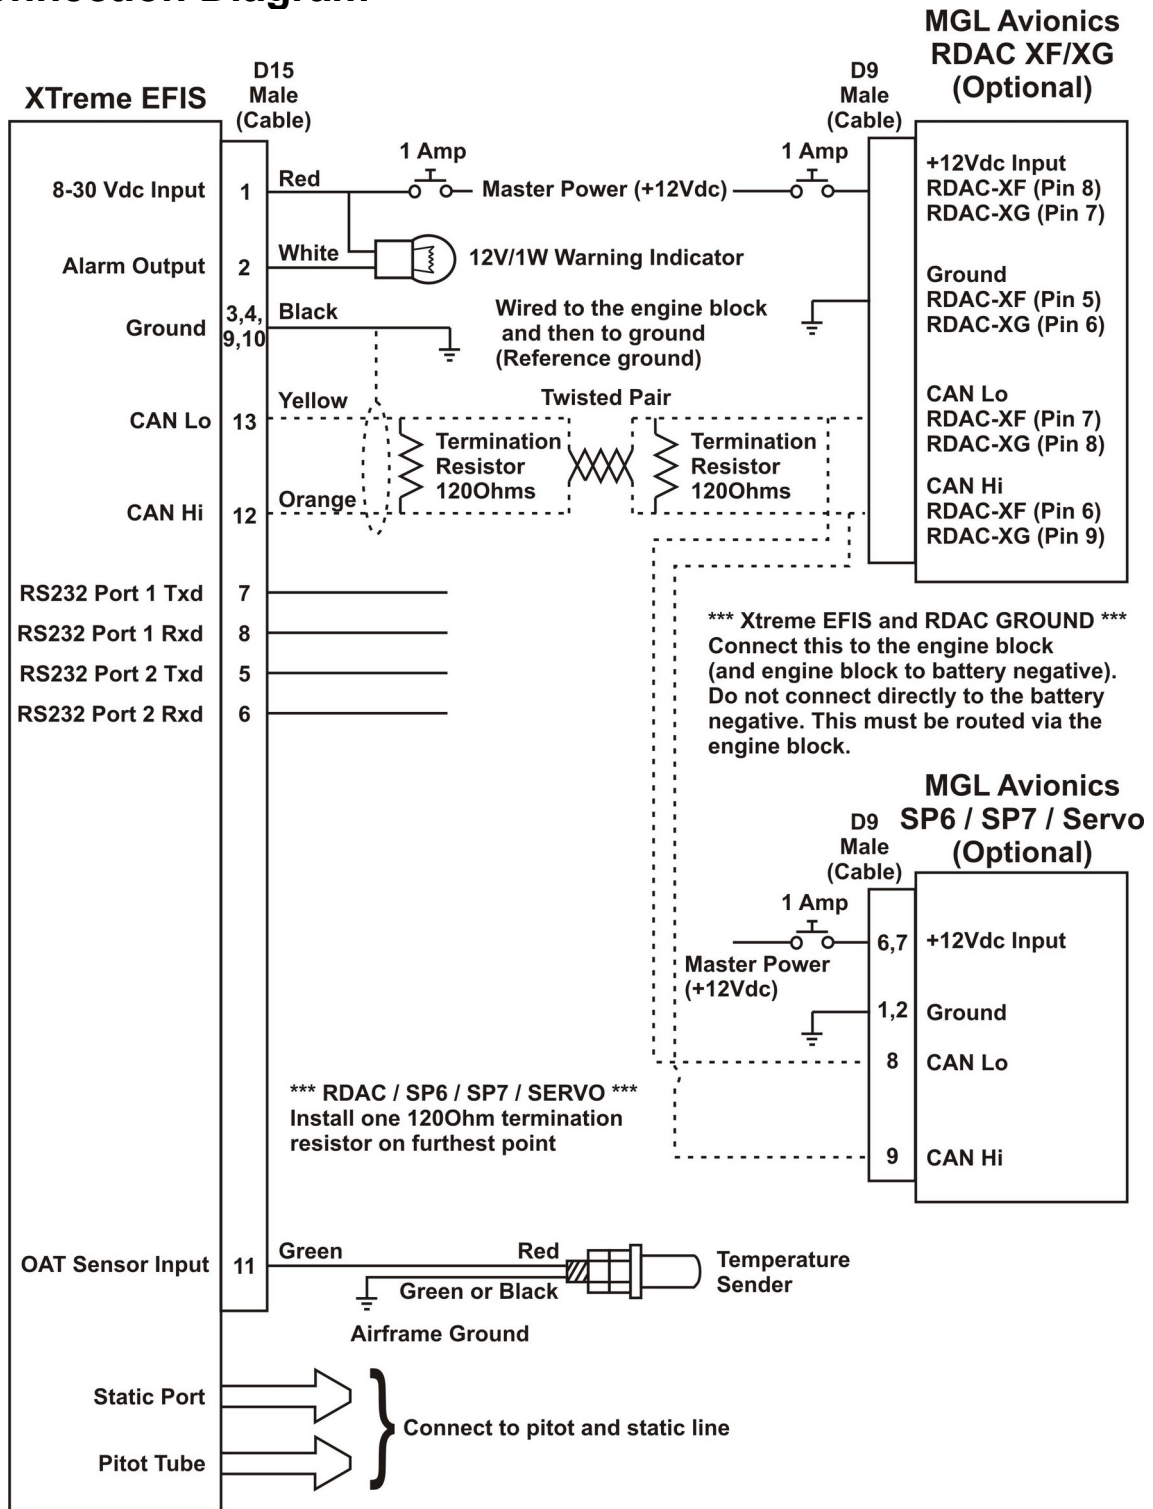 Connection Diagram
MGL Avionics
RDAC XF/XG
(Optional)
D15
Male
(Cable)
D9
Male
(Cable)
XTreme EFIS
1 Amp
1 Amp
8-30 Vdc Input
1
Red
Master Power (+12Vdc)
+12Vdc Input
RDAC-XF (Pin 8)
RDAC-XG (Pin 7)
Alarm Output
2
White
12V/1W Warning Indicator
Ground
3,4,
9,10
Black
Wired to the engine block
and then to ground
(Reference ground)
Ground
RDAC-XF (Pin 5)
RDAC-XG (Pin 6)
CAN Lo
13
Yellow
Twisted Pair
CAN Lo
RDAC-XF (Pin 7)
RDAC-XG (Pin 8)
Termination
Resistor
120Ohms
Termination
Resistor
120Ohms
CAN Hi
12
Orange
CAN Hi
RDAC-XF (Pin 6)
RDAC-XG (Pin 9)
RS232 Port 1 Txd
7
RS232 Port 1 Rxd
8
RS232 Port 2 Txd
5
RS232 Port 2 Rxd
6
*** Xtreme EFIS and RDAC GROUND ***
Connect this to the engine block
(and engine block to battery negative).
Do not connect directly to the battery
negative. This must be routed via the
engine block.
MGL Avionics
SP6 / SP7 / Servo
(Optional)
D9
Male
(Cable)
1 Amp
Master Power
(+12Vdc)
6,7
+12Vdc Input
1,2
Ground
8
CAN Lo
9
CAN Hi
*** RDAC / SP6 / SP7 / SERVO ***
Install one 120Ohm termination
resistor on furthest point
OAT Sensor Input
11
Green
Red
Green or Black
Temperature
Sender
Airframe Ground
Static Port
Connect to pitot and static line
Pitot Tube